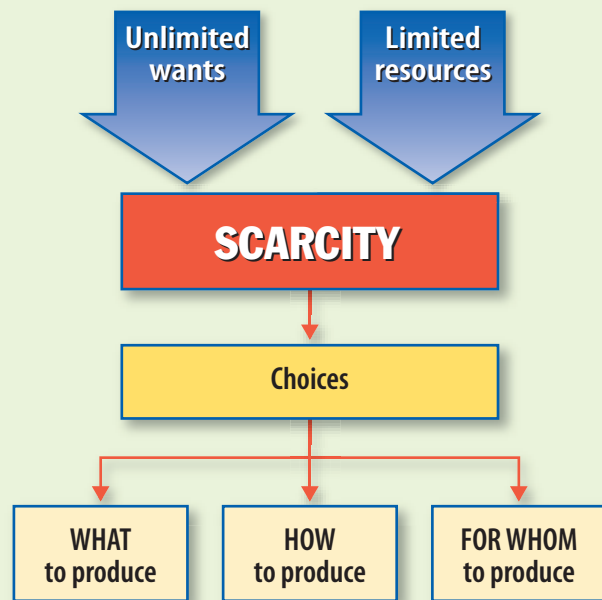 Unlimited
wants
Limited
resources
SCARCITY
Choices
WHAT
to produce
HOW
to produce
FOR WHOM
to produce